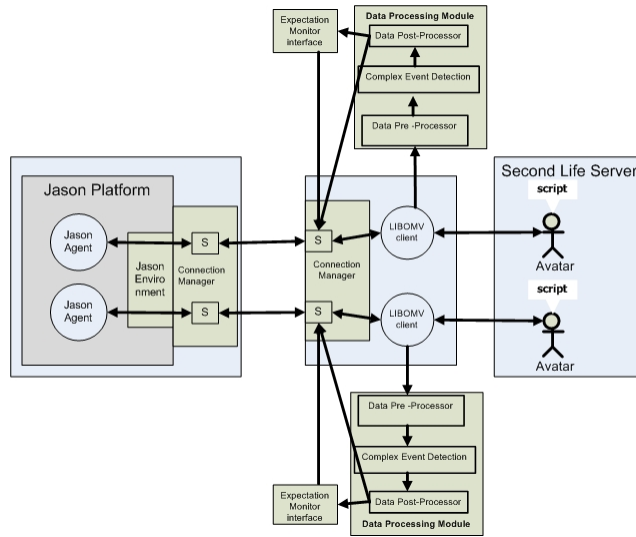 Data Processing Module
Expectation
Monitor
interface
Data Post-Processor
Complex Event Detection
Data Pre -Processor
Jason Platform
Second Life Server
script
Jason
Agent
S
S
LIBOMV
client
Avatar
Jason
Environ
ment
Connection
Manager
Connection
Manager
script
Jason
Agent
S
S
LIBOMV
client
Avatar
Data Pre -Processor
Complex Event Detection
Expectation
Monitor
interface
Data Post-Processor
Data Processing Module